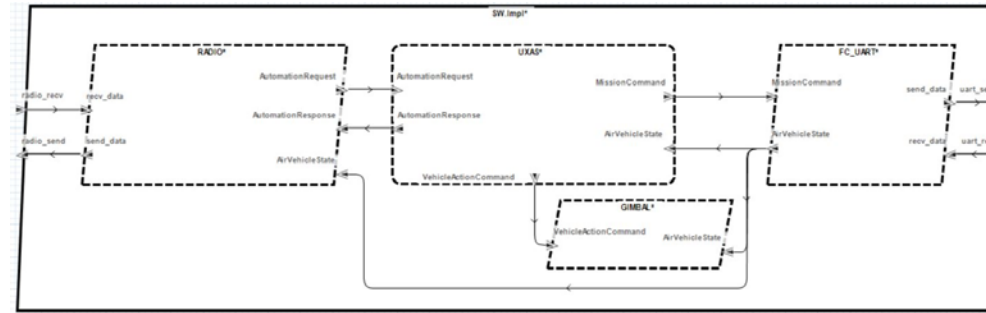 SW.Impl*
RADIO*
UXAS*
FC_UART*
AutomationRequest
AutomationRequest
MissionCommand
MissionCommand
radio_recv
recv_data
send_data
AutomationResponse
AutomationResponse
radio_send
send_data
AirVehicleState
AirVehicleState
recv_data
AirVehicleState
VehicleActionCommand
GIMBAL*
VehicleActionCommand
AirVehicleState